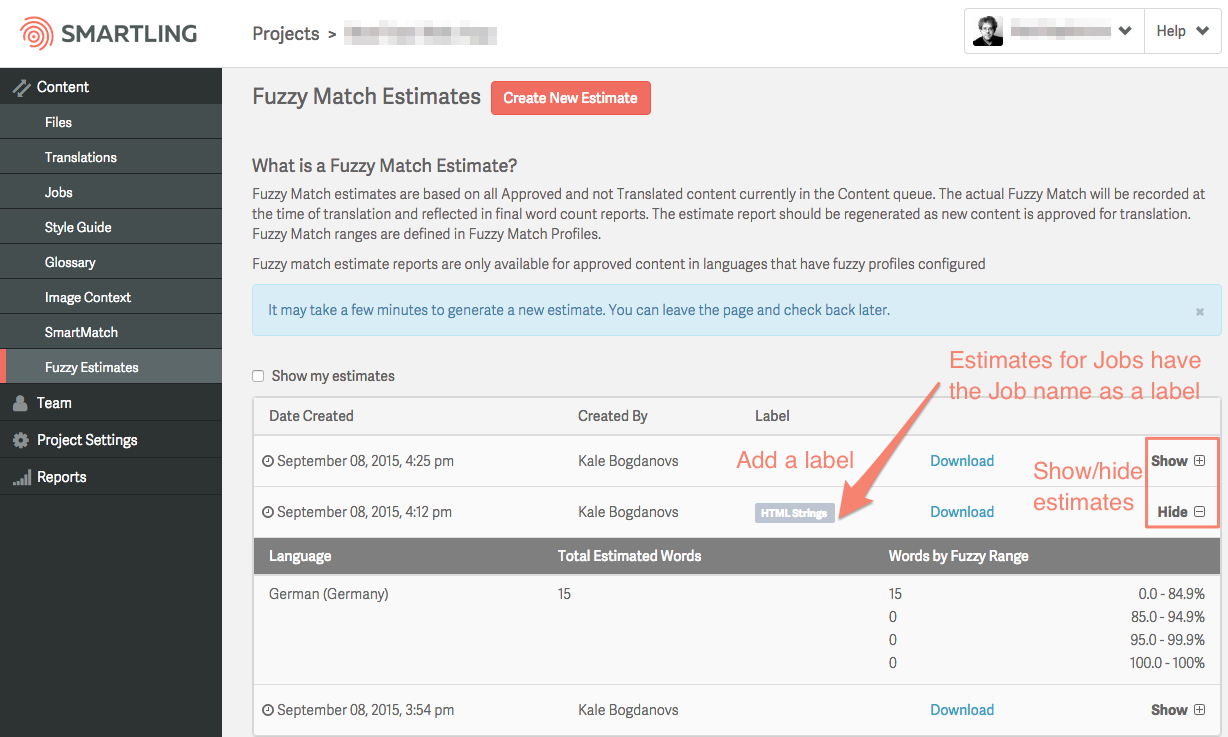 SMARTLING
Projects >
Help
Content
Files
Translations
Jobs
Style Guide
Glossary
Image Context
SmartMatch
Fuzzy Estimates
Team
Project Settings
Reports
Fuzzy Match Estimates
Create New Estimate
What is a Fuzzy Match Estimate?
Fuzzy Match estimates are based on all Approved and not Translated content currently in the Content queue. The actual Fuzzy Match will be recorded at
the time of translation and reflected in final word count reports. The estimate report should be regenerated as new content is approved for translation.
Fuzzy Match ranges are defined in Fuzzy Match Profiles.
Fuzzy match estimate reports are only available for approved content in languages that have fuzzy profiles configured
It may take a few minutes to generate a new estimate. You can leave the page and check back later. ×
Estimates for Jobs have
the Job name as a label
Show my estimates
Date Created Created By Label
September 08, 2015, 4:25 pm Kale Bogdanovs Add a label Download Show
Show/hide
estimates
September 08, 2015, 4:12 pm Kale Bogdanovs HTML Strings Download Hide
Language Total Estimated Words Words by Fuzzy Range
German (Germany) 15 15 0.0 - 84.9%
0 85.0 - 94.9%
0 95.0 - 99.9%
0 100.0 - 100%
September 08, 2015, 3:54 pm Kale Bogdanovs Download Show